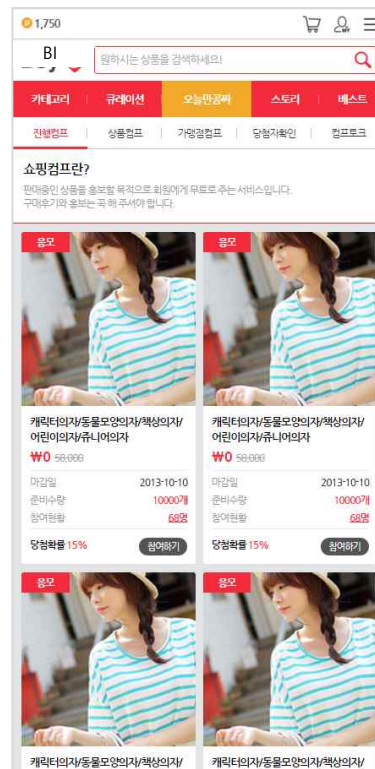 P 1,750
BI
원하시는 상품을 검색하세요!
카테고리 큐레이션 오늘만공짜 스토리 베스트
진행컴프 상품컴프 가맹점컴프 당첨자확인 컴프토크
쇼핑컴프란?
판매중인 상품을 홍보할 목적으로 회원에게 무료로 주는 서비스입니다.
구매후기와 홍보는 꼭 해 주셔야 합니다.
응모 응모
캐릭터의자/동물모양의자/책상의자/ 캐릭터의자/동물모양의자/책상의자/
어린이의자/쥬니어의자 어린이의자/쥬니어의자
₩0 58,000 ₩0 58,000
마감일 2013-10-10 마감일 2013-10-10
준비수량 10000개 준비수량 10000개
참여현황 68명 참여현황 68명
당첨확률 15% 참여하기 당첨확률 15% 참여하기
응모 응모
캐릭터의자/동물모양의자/책상의자/ 캐릭터의자/동물모양의자/책상의자/